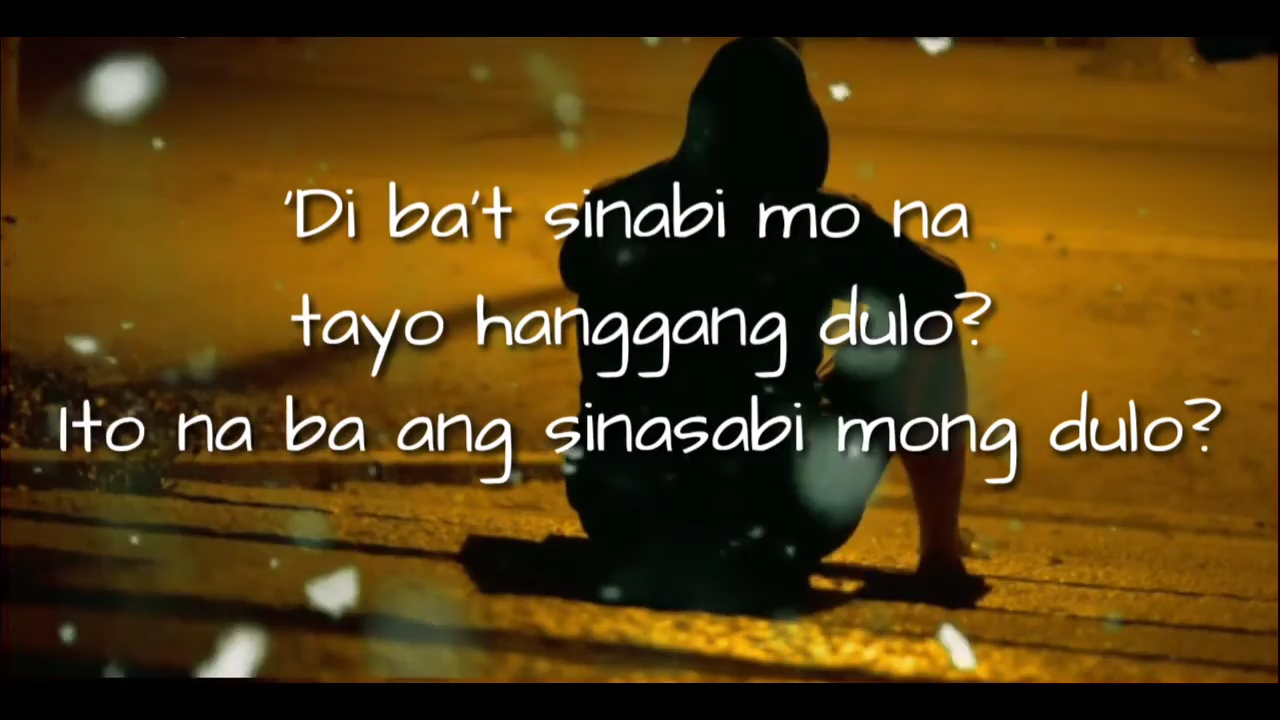 'Di ba't sinabi mo na
tayo hanggang dulo?
Ito na ba ang sinasabi mong dulo?